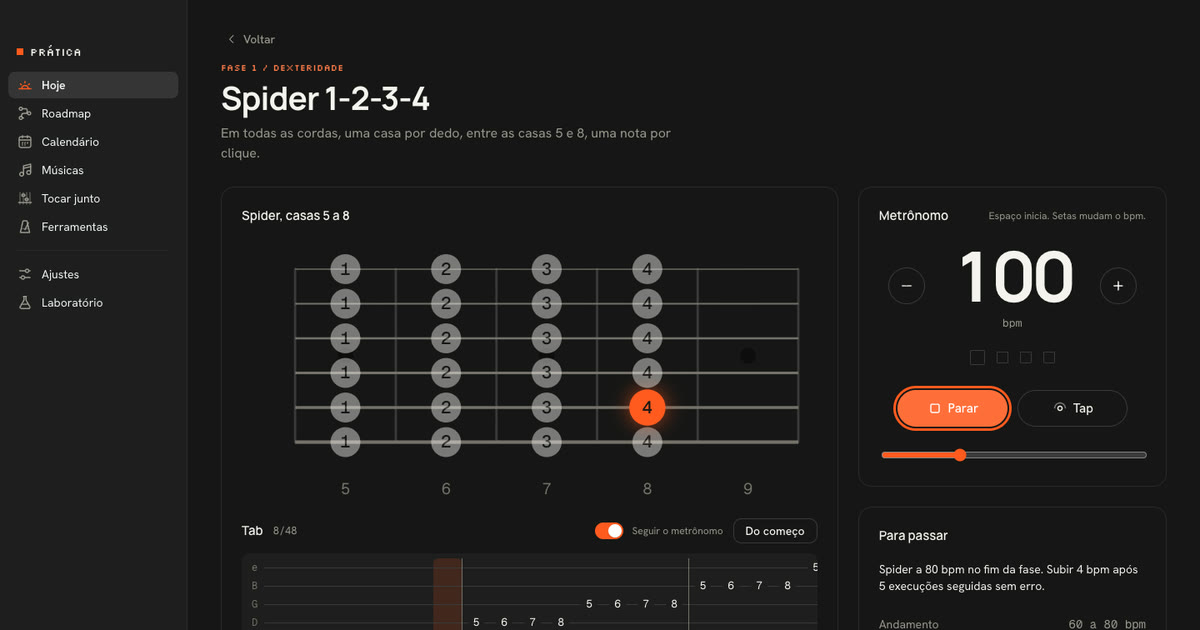 PRÁTICA
Hoje
Roadmap
Calendário
Músicas
Tocar junto
Ferramentas
Ajustes
Laboratório
Voltar
FASE 1 / DEXTERIDADE
Spider 1-2-3-4
Em todas as cordas, uma casa por dedo, entre as casas 5 e 8, uma nota por
clique.
Spider, casas 5 a 8
1 2 3 4
1 2 3 4
1 2 3 4
1 2 3 4
1 2 3 4
1 2 3 4
5 6 7 8 9
Tab 8/48
Seguir o metrônomo
Do começo
e 5
B 5 6 7 8
G 5 6 7 8
D 5 6 7 8
Metrônomo
Espaço inicia. Setas mudam o bpm.
− 100 +
bpm
Parar
Tap
Para passar
Spider a 80 bpm no fim da fase. Subir 4 bpm após
5 execuções seguidas sem erro.
Andamento 60 a 80 bpm